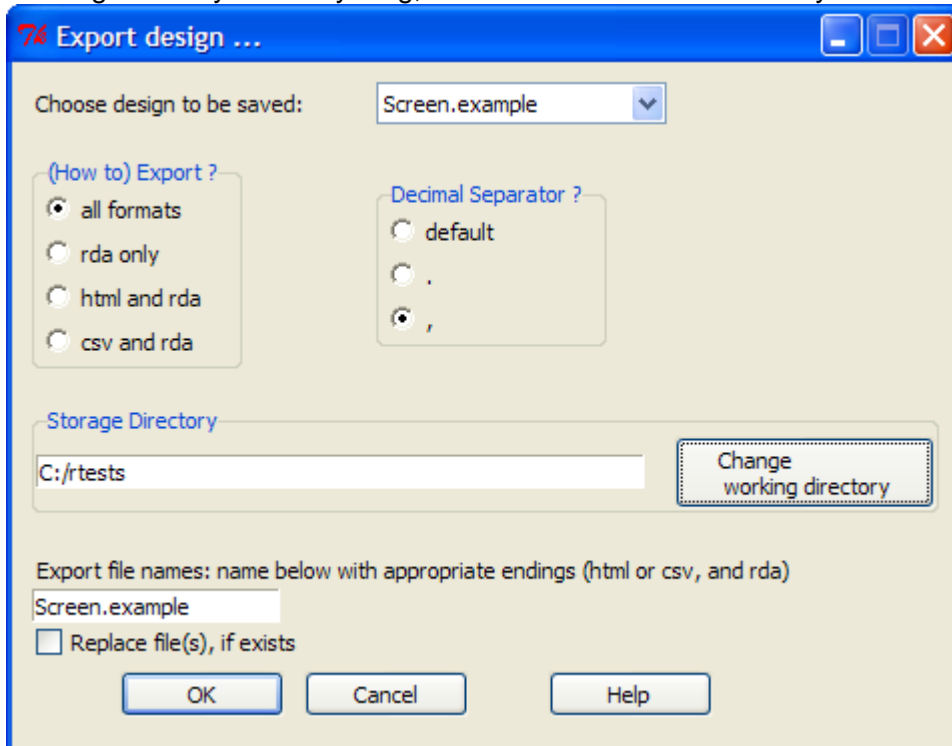 Export design ...
Choose design to be saved: Screen.example
(How to) Export ?
all formats
rda only
html and rda
csv and rda
Decimal Separator ?
default
.
,
Storage Directory
C:/rtests
Change
working directory
Export file names: name below with appropriate endings (html or csv, and rda)
Screen.example
Replace file(s), if exists
OK Cancel Help